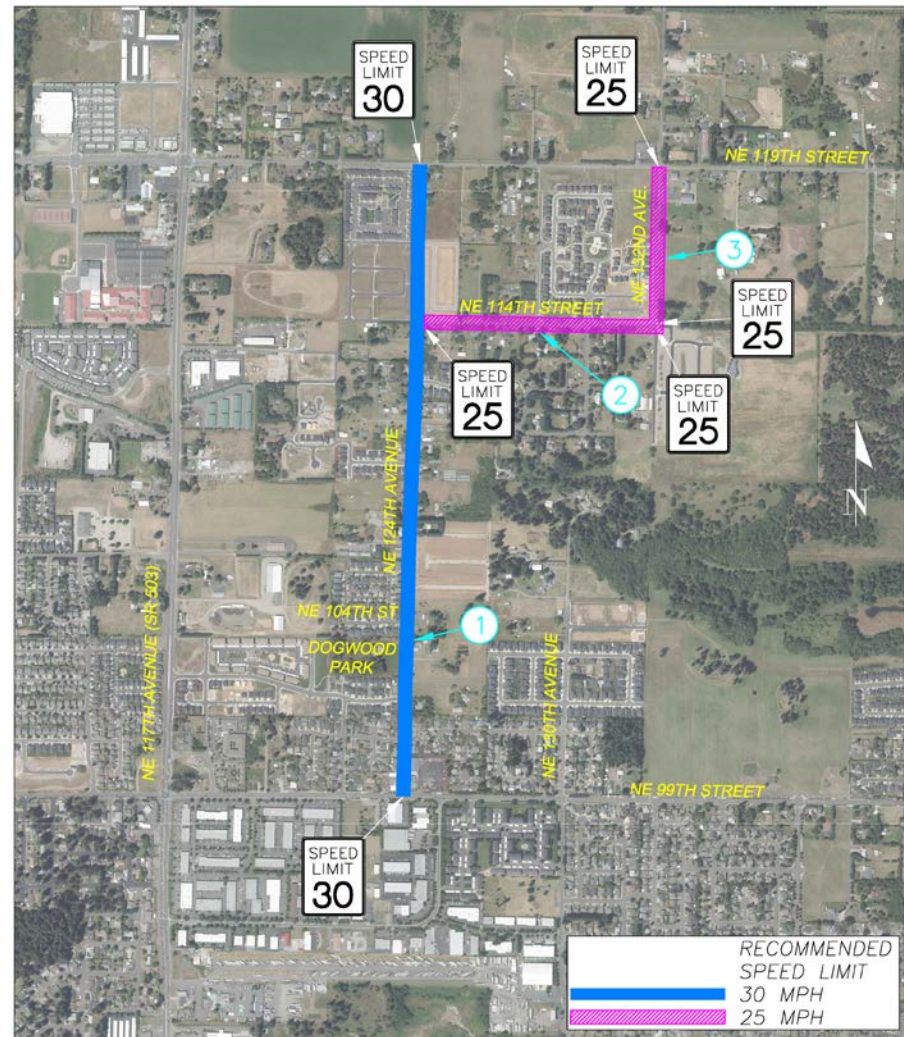 SPEED
LIMIT
30
SPEED
LIMIT
25
NE 119TH STREET
NE 132ND AVE.
3
NE 114TH STREET
SPEED
LIMIT
25
SPEED
LIMIT
25
2
SPEED
LIMIT
25
N
NE 124TH AVENUE
NE 117TH AVENUE (SR 503)
NE 104TH ST
1
DOGWOOD
PARK
NE 130TH AVENUE
NE 99TH STREET
SPEED
LIMIT
30
RECOMMENDED
SPEED LIMIT
30 MPH
25 MPH